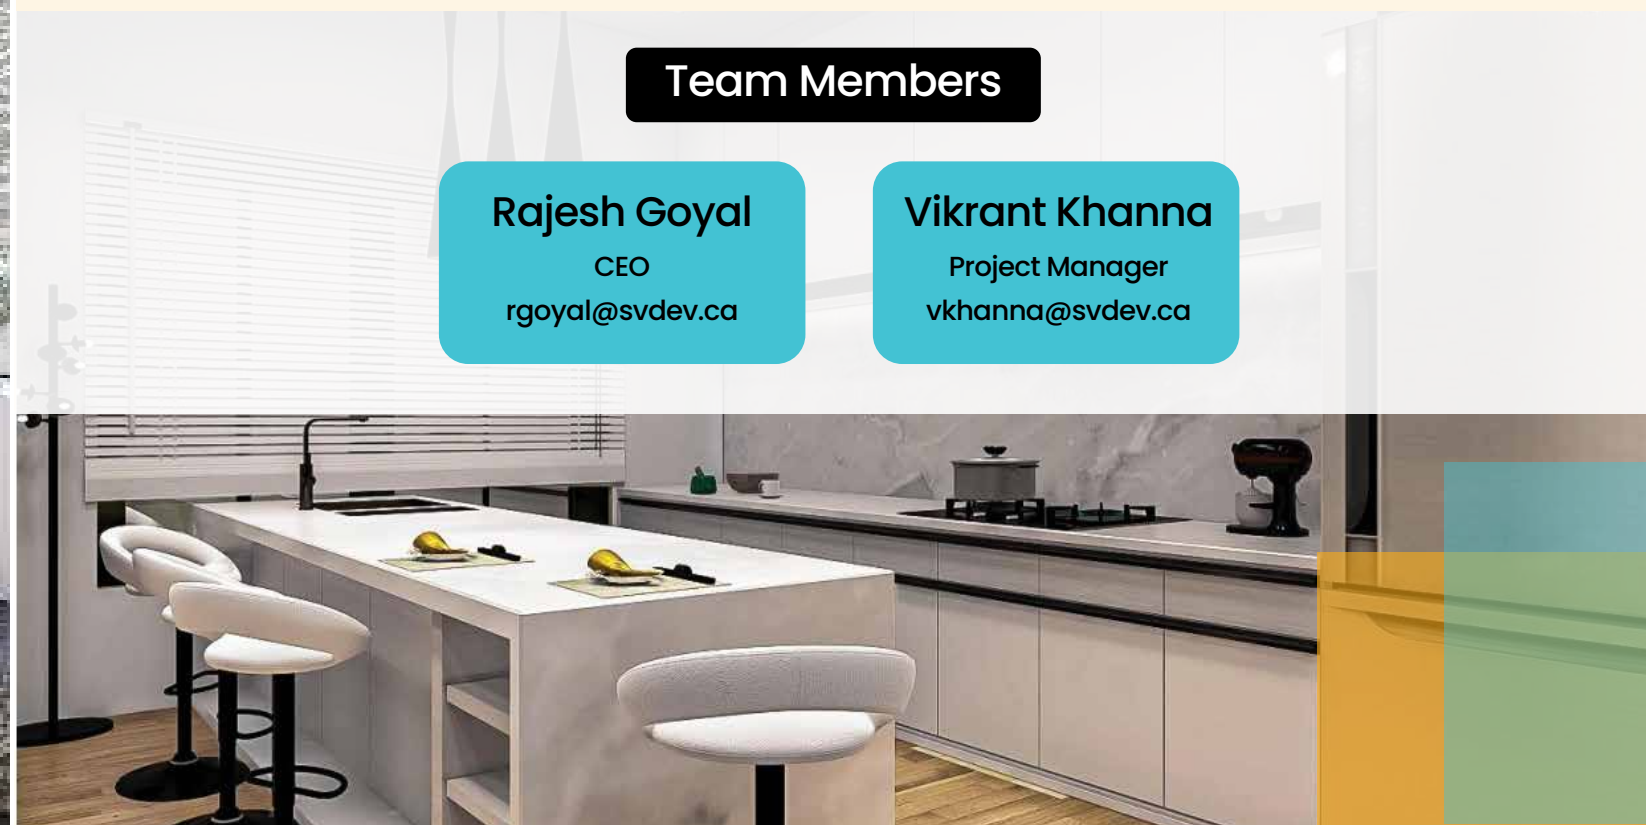 Team Members
Rajesh Goyal
CEO
rgoyal@svdev.ca
Vikrant Khanna
Project Manager
vkhanna@svdev.ca